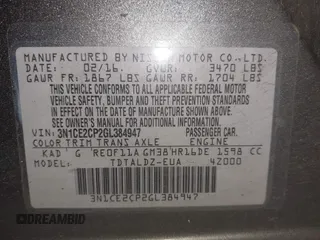 MANUFACTURED BY NISSAN MOTOR CO., LTD.
DATE 02/16. GVWR 3470 LBS
GAWR FR 1867 LBS GAWR RR 1704 LBS
THIS VEHICLE CONFORMS TO ALL APPLICABLE FEDERAL MOTOR
VEHICLE SAFETY, BUMPER AND THEFT PREVENTION STANDARDS
IN EFFECT ON THE DATE OF MANUFACTURE SHOWN ABOVE.
SEE OWNER'S MANUAL FOR ADDITIONAL INFORMATION.
VIN: 3N1CE2CP2GL384947 PASSENGER CAR.
COLOR TRIM TRANS AXLE ENGINE
KAD G RE0F11A GM38 HR16DE 1598 CC
MODEL TDTALDZ-EUA 4Z000
3N1CE2CP2GL384947
DREAMBID